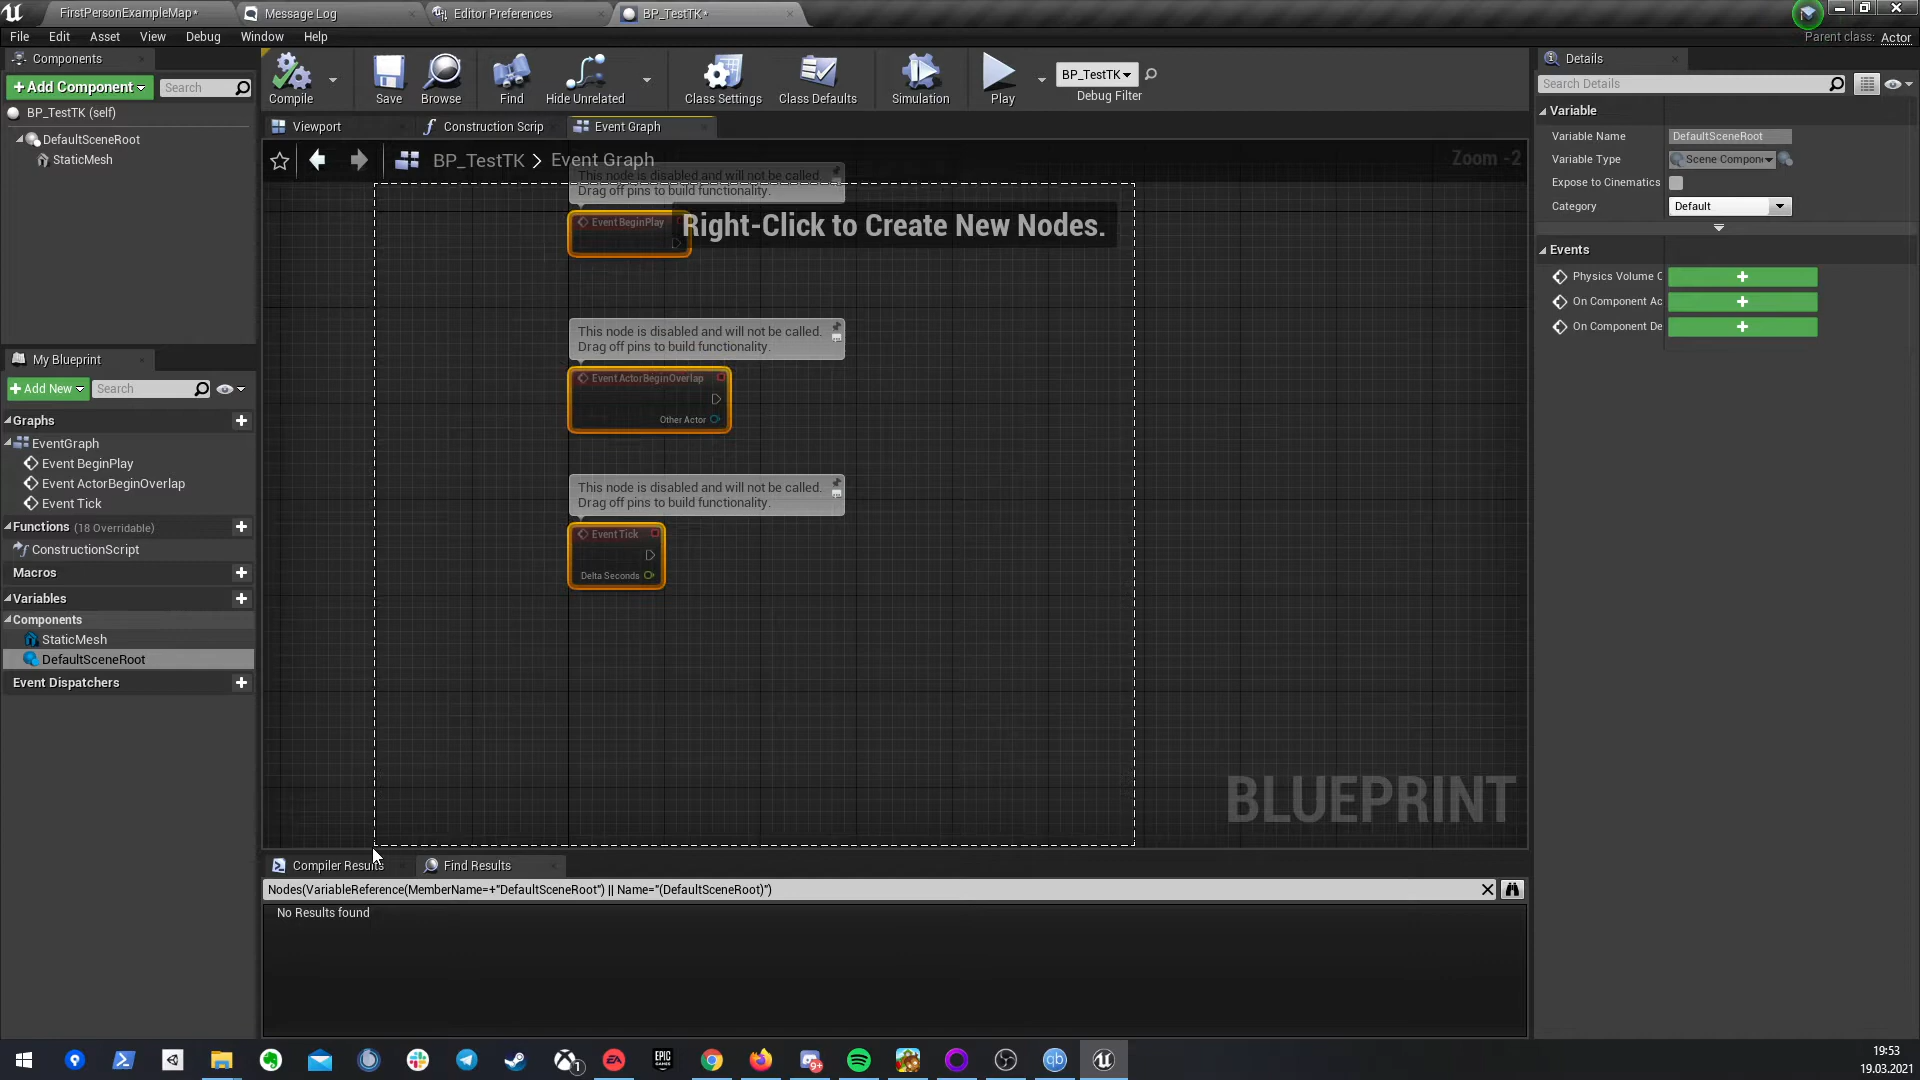 FirstPersonExampleMap*
Message Log
Editor Preferences
BP_TestTK*
File
Edit
Asset
View
Debug
Window
Help
Parent class: Actor
Components
+Add Component
Search
BP_TestTK (self)
DefaultSceneRoot
StaticMesh
Compile
Save
Browse
Find
Hide Unrelated
Class Settings
Class Defaults
Simulation
Play
BP_TestTK
Debug Filter
Viewport
Construction Scrip
Event Graph
BP_TestTK > Event Graph
Zoom -2
This node is disabled and will not be called.
Drag off pins to build functionality.
Event BeginPlay
Right-Click to Create New Nodes.
This node is disabled and will not be called.
Drag off pins to build functionality.
Event ActorBeginOverlap
Other Actor
This node is disabled and will not be called.
Drag off pins to build functionality.
Event Tick
Delta Seconds
BLUEPRINT
My Blueprint
+Add New
Search
Graphs
EventGraph
Event BeginPlay
Event ActorBeginOverlap
Event Tick
Functions (18 Overridable)
ConstructionScript
Macros
Variables
Components
StaticMesh
DefaultSceneRoot
Event Dispatchers
Details
Search Details
Variable
Variable Name
DefaultSceneRoot
Variable Type
Scene Compon
Expose to Cinematics
Category
Default
Events
Physics Volume C
On Component Ac
On Component De
Compiler Results
Find Results
Nodes(VariableReference(MemberName=+"DefaultSceneRoot") || Name="(DefaultSceneRoot)")
No Results found
EPIC
GAMES
EA
1
9+
qb
19:53
19.03.2021